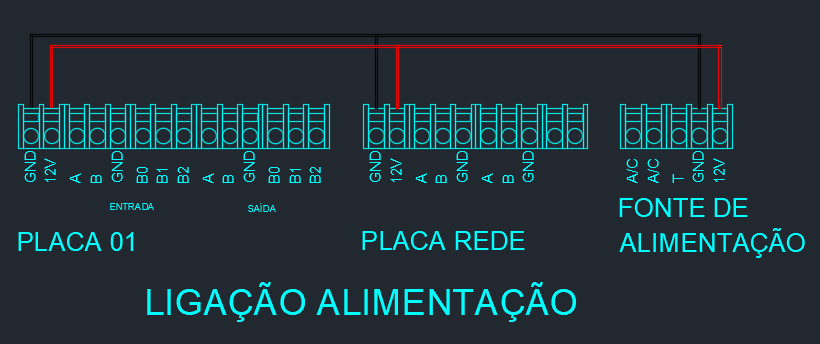 GND 12V A B GND B0 B1 B2 A B GND B0 B1 B2
GND 12V A B GND A B GND
A/C A/C T GND 12V
ENTRADA
SAÍDA
PLACA 01
PLACA REDE
FONTE DE
ALIMENTAÇÃO
LIGAÇÃO ALIMENTAÇÃO